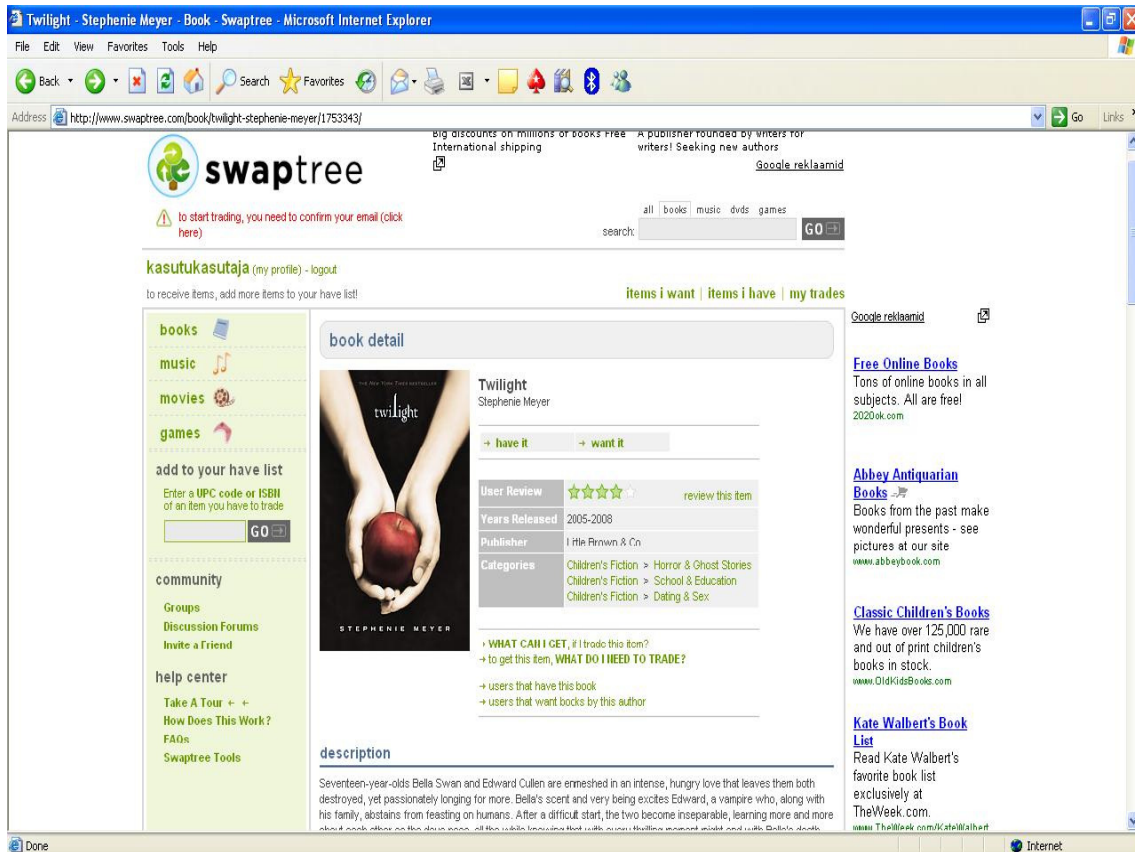 Twilight - Stephenie Meyer - Book - Swaptree - Microsoft Internet Explorer
File Edit View Favorites Tools Help
Back Search Favorites
Address http://www.swaptree.com/book/twilight-stephenie-meyer/1753343/ Go Links
Big discounts on millions of books Free International shipping
A publisher founded by writers for writers! Seeking new authors
Google reklaamid
swaptree
to start trading, you need to confirm your email (click
here)
all books music dvds games
search: GO
kasutukasutaja (my profile) - logout
to receive items, add more items to your have list!
items i want | items i have | my trades
books
music
movies
games
add to your have list
Enter a UPC code or ISBN
of an item you have to trade
GO
community
Groups
Discussion Forums
Invite a Friend
help center
Take A Tour ← ←
How Does This Work?
FAQs
Swaptree Tools
book detail
twilight
STEPHENIE MEYER
Twilight
Stephenie Meyer
→ have it → want it
User Review review this item
Years Released 2005-2008
Publisher Little Brown & Co
Categories Children's Fiction > Horror & Ghost Stories
Children's Fiction > School & Education
Children's Fiction > Dating & Sex
→ WHAT CAN I GET, if I trade this item?
→ to get this item, WHAT DO I NEED TO TRADE?
→ users that have this book
→ users that want books by this author
description
Seventeen-year-olds Bella Swan and Edward Cullen are enmeshed in an intense, hungry love that leaves them both
destroyed, yet passionately longing for more. Bella's scent and very being excites Edward, a vampire who, along with
his family, abstains from feasting on humans. After a difficult start, the two become inseparable, learning more and more
Google reklaamid
Free Online Books
Tons of online books in all
subjects. All are free!
2020ok.com
Abbey Antiquarian
Books
Books from the past make
wonderful presents - see
pictures at our site
www.abbeybook.com
Classic Children's Books
We have over 125,000 rare
and out of print children's
books in stock.
www.OldKidsBooks.com
Kate Walbert's Book
List
Read Kate Walbert's
favorite book list
exclusively at
TheWeek.com.
www.TheWeek.com/KateWalbert
Done
Internet